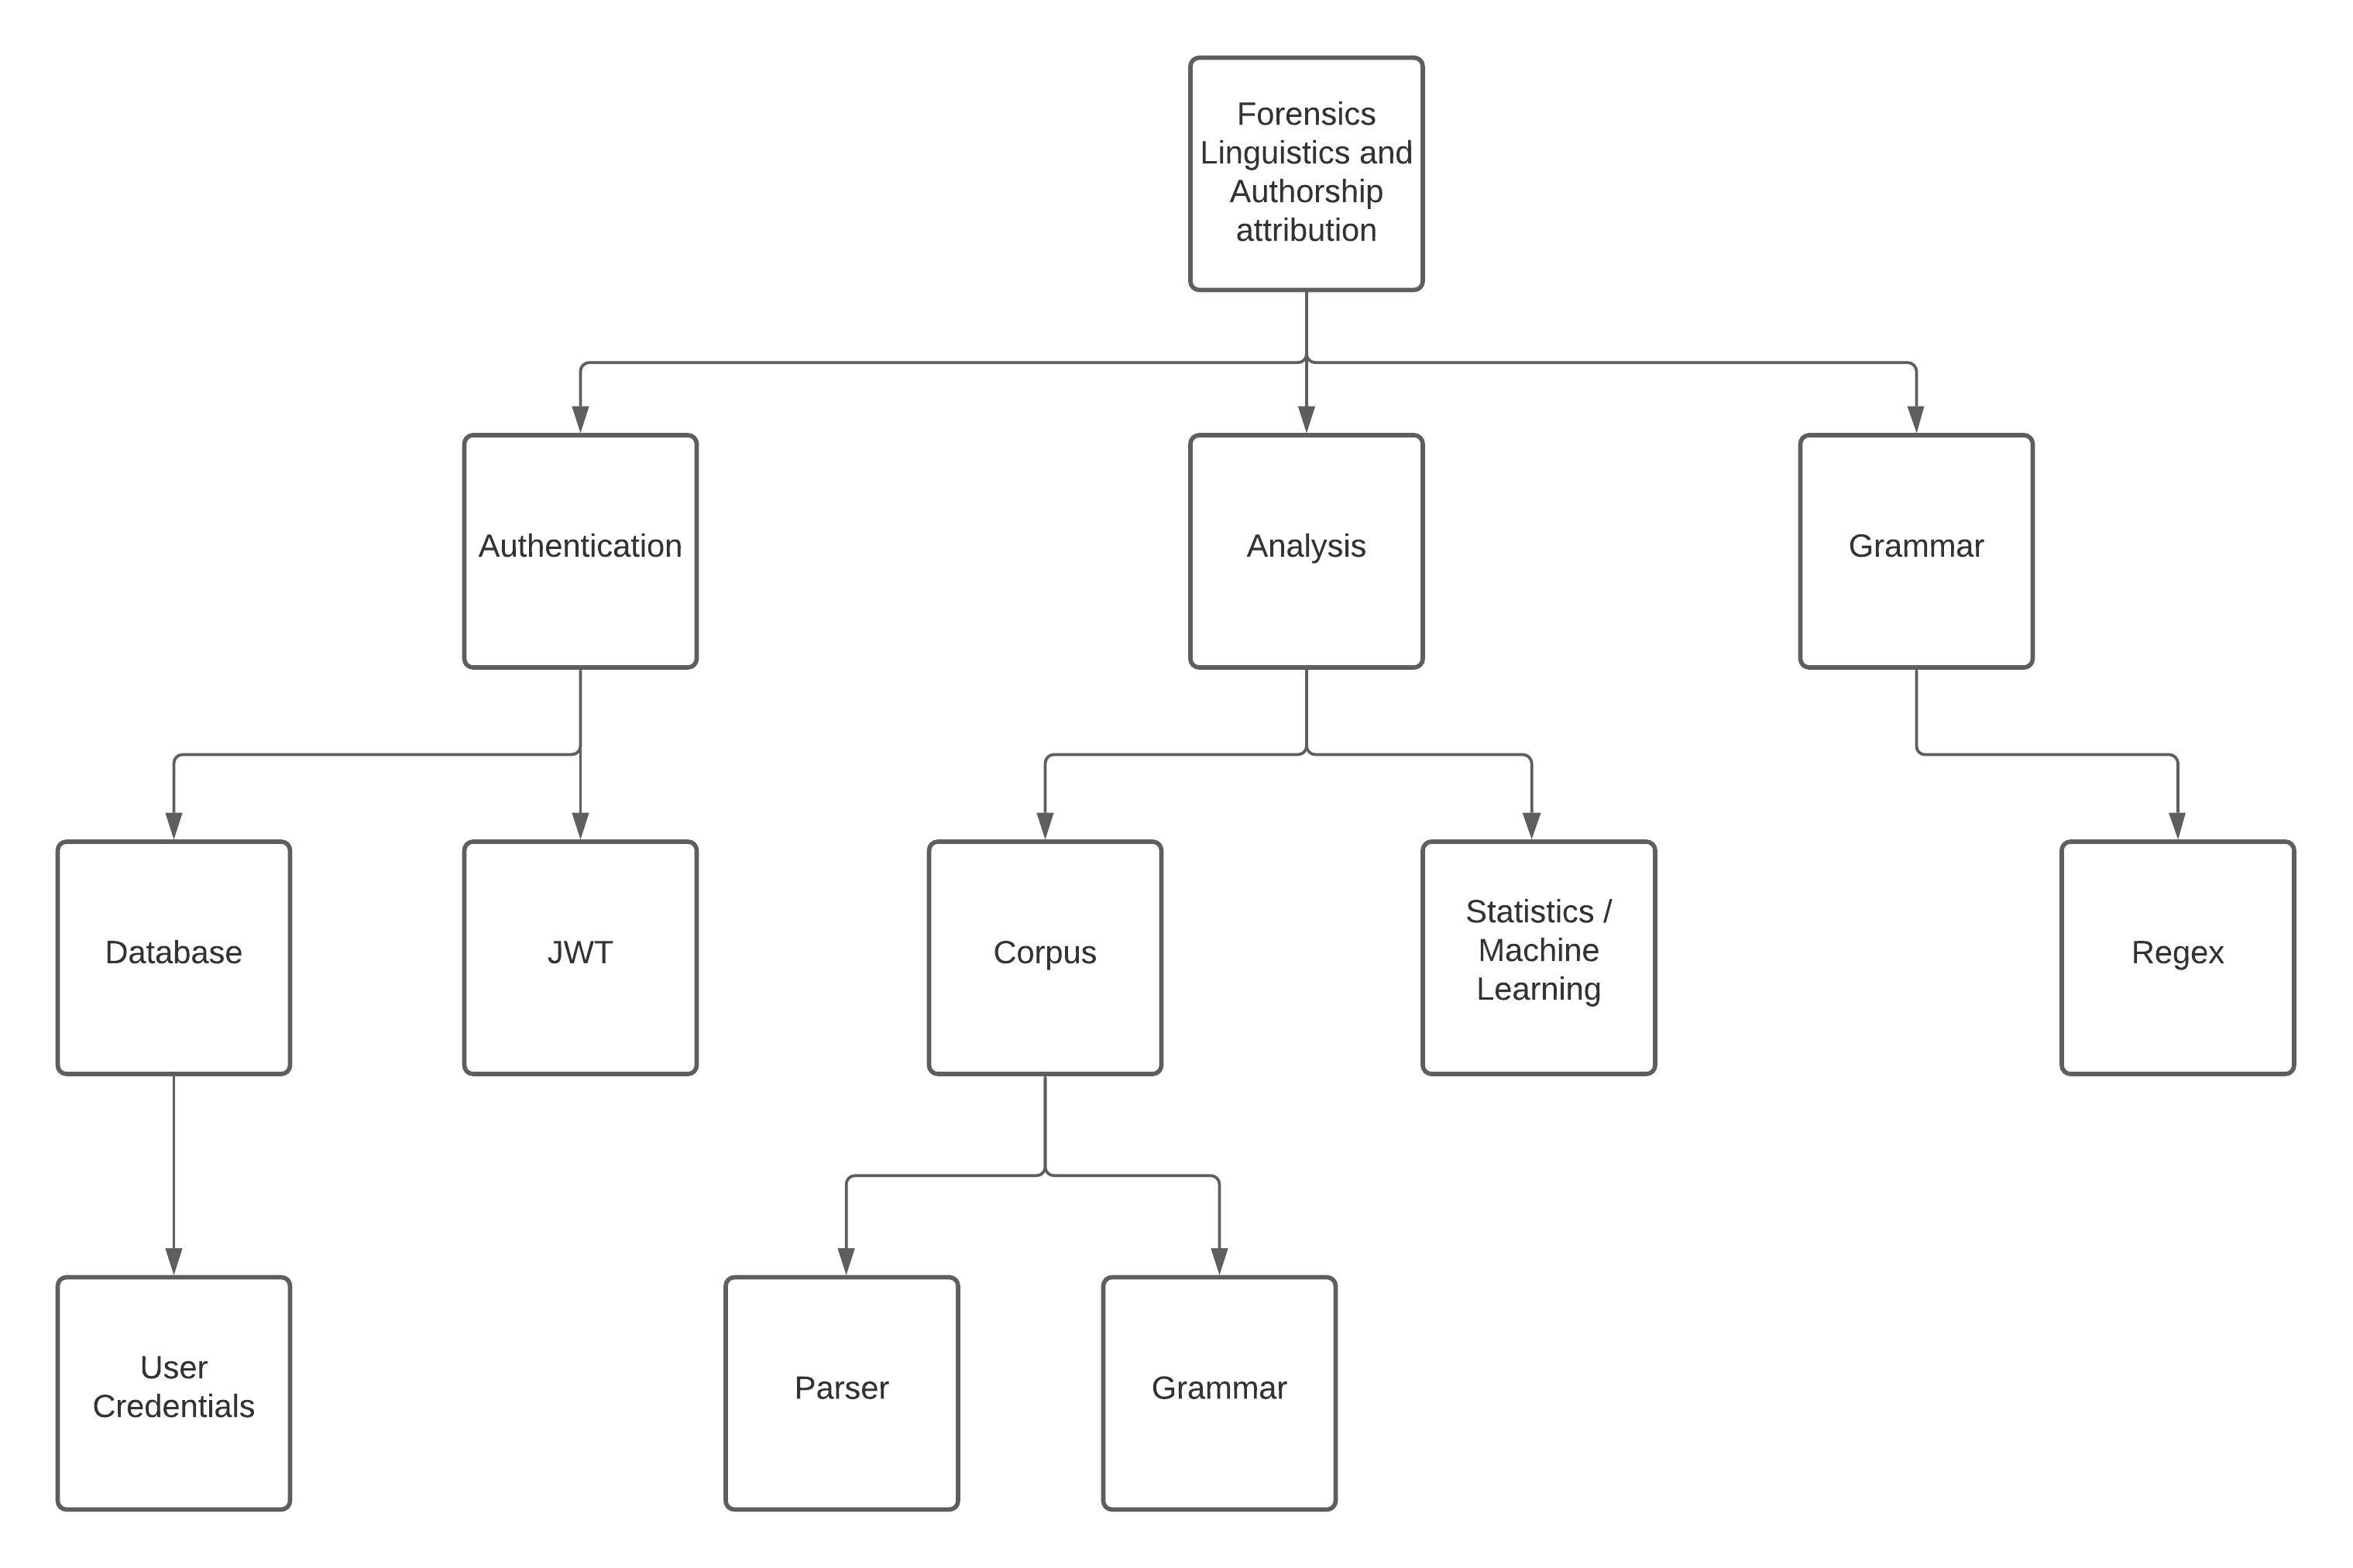 Forensics
Linguistics and
Authorship
attribution
Authentication
Analysis
Grammar
Database
JWT
Corpus
Statistics /
Machine
Learning
Regex
User
Credentials
Parser
Grammar